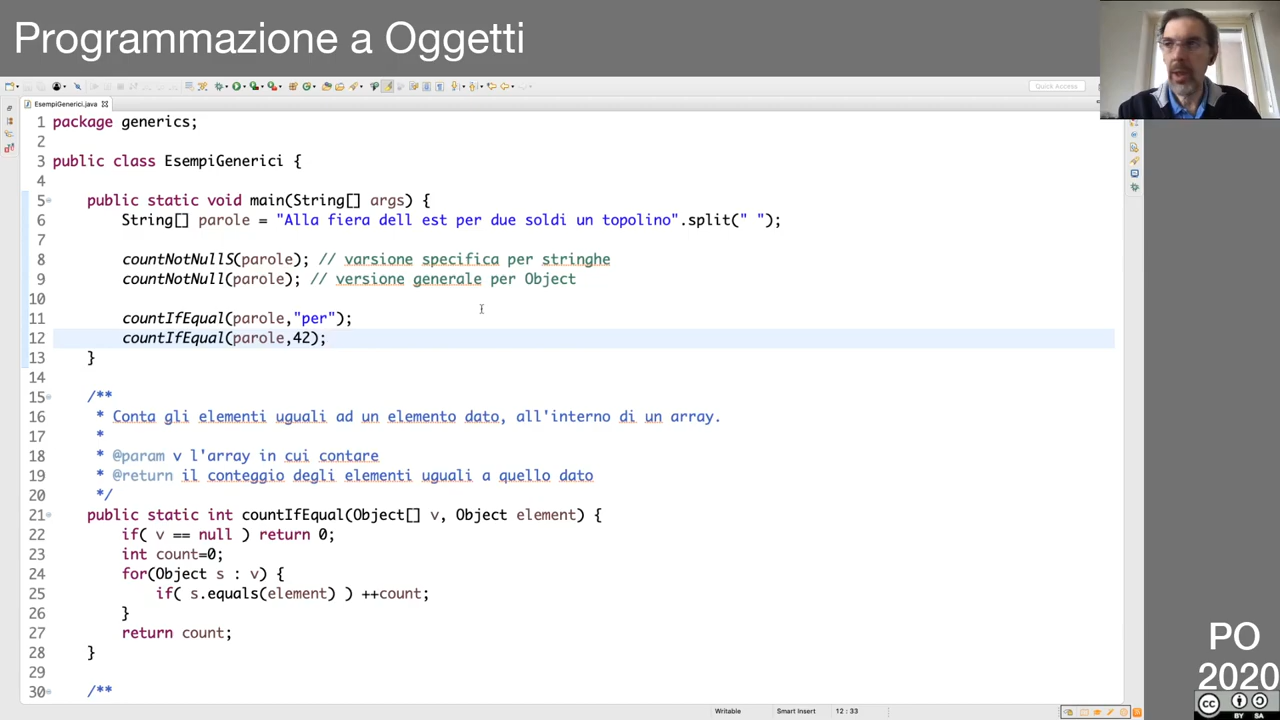 Programmazione a Oggetti
Quick Access
EsempiGenerici.java
1 package generics;
2
3 public class EsempiGenerici {
4
5 public static void main(String[] args) {
6 String[] parole = "Alla fiera dell est per due soldi un topolino".split(" ");
7
8 countNotNullS(parole); // varsione specifica per stringhe
9 countNotNull(parole); // versione generale per Object
10
11 countIfEqual(parole,"per");
12 countIfEqual(parole,42);
13 }
14
15 /**
16 * Conta gli elementi uguali ad un elemento dato, all'interno di un array.
17 *
18 * @param v l'array in cui contare
19 * @return il conteggio degli elementi uguali a quello dato
20 */
21 public static int countIfEqual(Object[] v, Object element) {
22 if( v == null ) return 0;
23 int count=0;
24 for(Object s : v) {
25 if( s.equals(element) ) ++count;
26 }
27 return count;
28 }
29
30 /**
PO
2020
Writable Smart Insert 12 : 33
CC BY SA